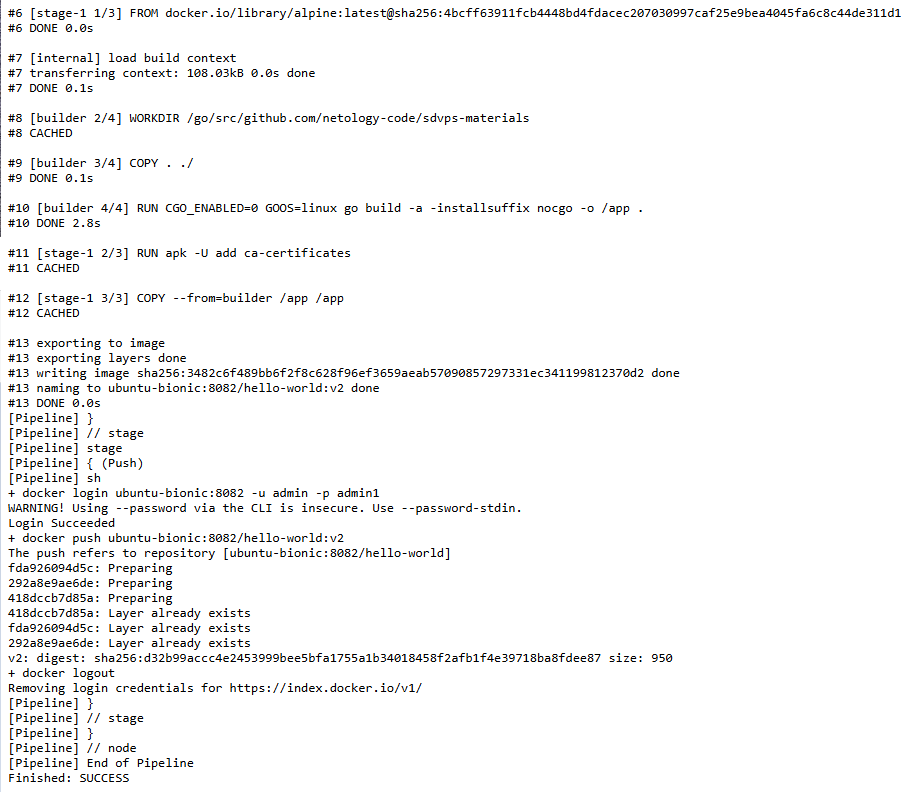 #6 [stage-1 1/3] FROM docker.io/library/alpine:latest@sha256:4bcff63911fcb4448bd4fdacec207030997caf25e9bea4045fa6c8c44de311d1
#6 DONE 0.0s
#7 [internal] load build context
#7 transferring context: 108.03kB 0.0s done
#7 DONE 0.1s
#8 [builder 2/4] WORKDIR /go/src/github.com/netology-code/sdvps-materials
#8 CACHED
#9 [builder 3/4] COPY . ./
#9 DONE 0.1s
#10 [builder 4/4] RUN CGO_ENABLED=0 GOOS=linux go build -a -installsuffix nocgo -o /app .
#10 DONE 2.8s
#11 [stage-1 2/3] RUN apk -U add ca-certificates
#11 CACHED
#12 [stage-1 3/3] COPY --from=builder /app /app
#12 CACHED
#13 exporting to image
#13 exporting layers done
#13 writing image sha256:3482c6f489bb6f2f8c628f96ef3659aeab57090857297331ec341199812370d2 done
#13 naming to ubuntu-bionic:8082/hello-world:v2 done
#13 DONE 0.0s
[Pipeline] }
[Pipeline] // stage
[Pipeline] stage
[Pipeline] { (Push)
[Pipeline] sh
+ docker login ubuntu-bionic:8082 -u admin -p admin1
WARNING! Using --password via the CLI is insecure. Use --password-stdin.
Login Succeeded
+ docker push ubuntu-bionic:8082/hello-world:v2
The push refers to repository [ubuntu-bionic:8082/hello-world]
fda926094d5c: Preparing
292a8e9ae6de: Preparing
418dccb7d85a: Preparing
418dccb7d85a: Layer already exists
fda926094d5c: Layer already exists
292a8e9ae6de: Layer already exists
v2: digest: sha256:d32b99accc4e2453999bee5bfa1755a1b34018458f2afb1f4e39718ba8fdee87 size: 950
+ docker logout
Removing login credentials for https://index.docker.io/v1/
[Pipeline] }
[Pipeline] // stage
[Pipeline] }
[Pipeline] // node
[Pipeline] End of Pipeline
Finished: SUCCESS